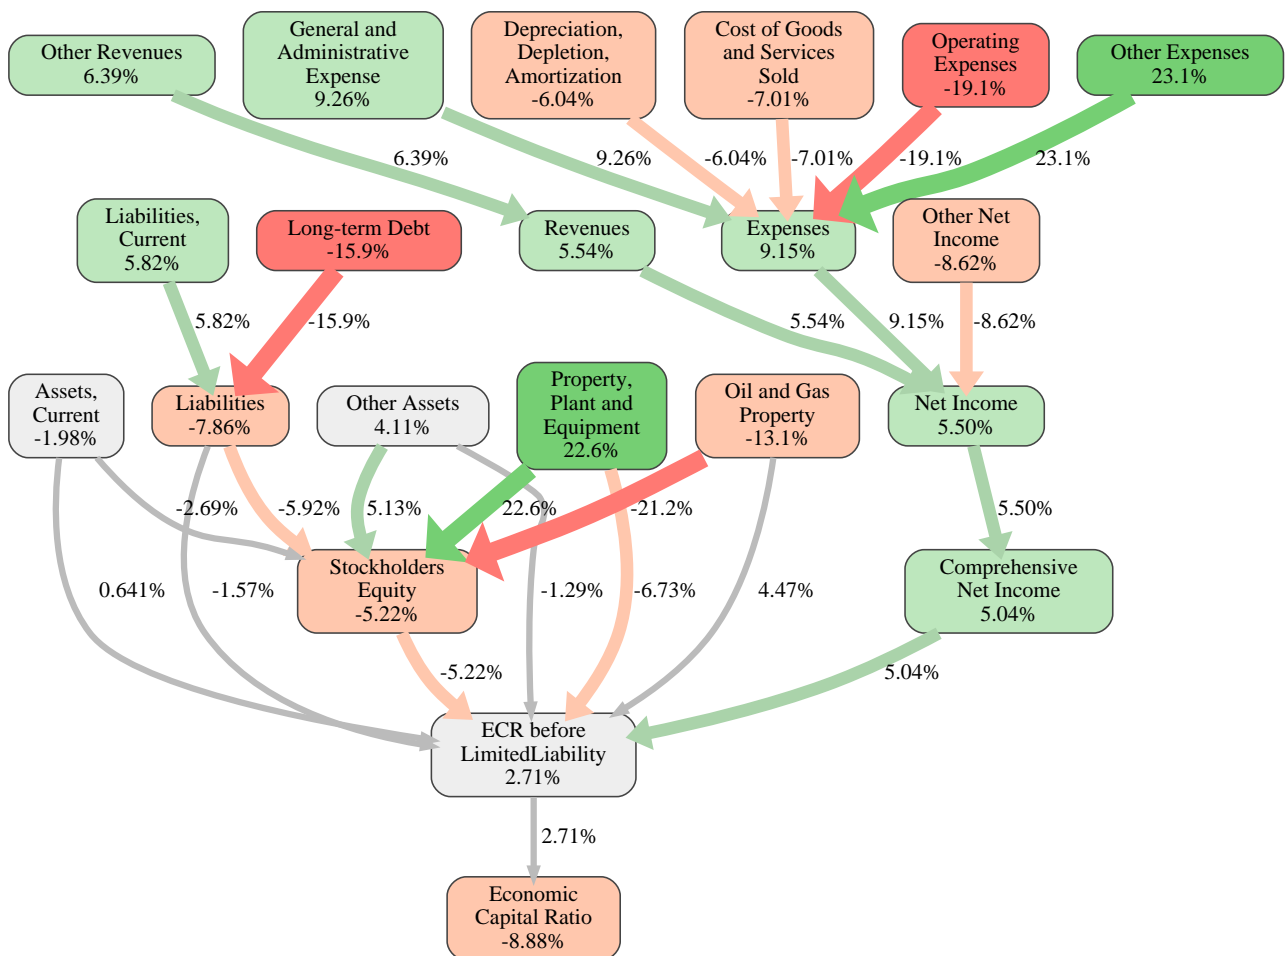 Other Revenues
6.39%
General and
Administrative
Expense
9.26%
Depreciation,
Depletion,
Amortization
-6.04%
Cost of Goods
and Services
Sold
-7.01%
Operating
Expenses
-19.1%
Other Expenses
23.1%
6.39%
9.26%
-6.04%
-7.01%
-19.1%
23.1%
Liabilities,
Current
5.82%
Long-term Debt
-15.9%
Revenues
5.54%
Expenses
9.15%
Other Net
Income
-8.62%
5.82%
-15.9%
5.54%
9.15%
-8.62%
Assets,
Current
-1.98%
Liabilities
-7.86%
Other Assets
4.11%
Property,
Plant and
Equipment
22.6%
Oil and Gas
Property
-13.1%
Net Income
5.50%
-2.69%
-5.92%
5.13%
22.6%
-21.2%
5.50%
Stockholders
Equity
-5.22%
Comprehensive
Net Income
5.04%
0.641%
-1.57%
-1.29%
-6.73%
4.47%
-5.22%
5.04%
ECR before
LimitedLiability
2.71%
2.71%
Economic
Capital Ratio
-8.88%